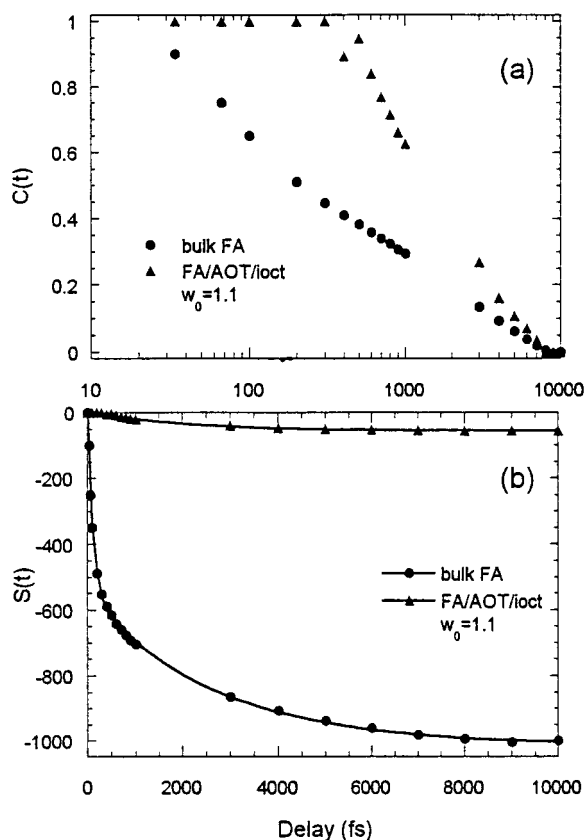 1
0.8
0.6
0.4
0.2
0
C(t)
(a)
bulk FA
FA/AOT/ioct
w₀=1.1
10
100
1000
10000
0
-200
-400
-600
-800
-1000
S(t)
(b)
bulk FA
FA/AOT/ioct
w₀=1.1
0
2000
4000
6000
8000
10000
Delay (fs)